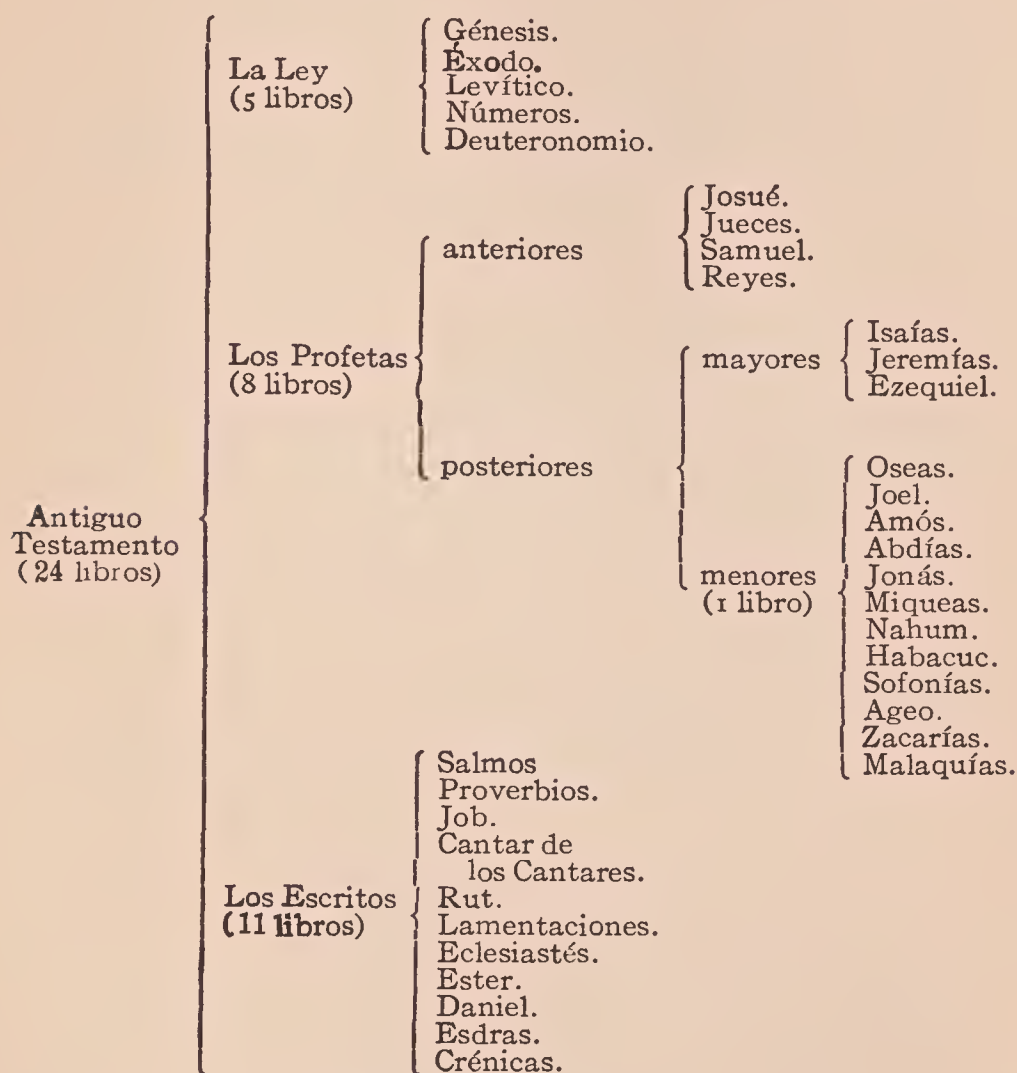 Antiguo
Testamento
(24 libros)
La Ley
(5 libros)
Génesis.
Éxodo.
Levítico.
Números.
Deuteronomio.
Los Profetas
(8 libros)
anteriores
Josué.
Jueces.
Samuel.
Reyes.
posteriores
mayores
Isaías.
Jeremías.
Ezequiel.
menores
(1 libro)
Oseas.
Joel.
Amós.
Abdías.
Jonás.
Miqueas.
Nahum.
Habacuc.
Sofonías.
Ageo.
Zacarías.
Malaquías.
Los Escritos
(11 libros)
Salmos
Proverbios.
Job.
Cantar de
los Cantares.
Rut.
Lamentaciones.
Eclesiastés.
Ester.
Daniel.
Esdras.
Crénicas.